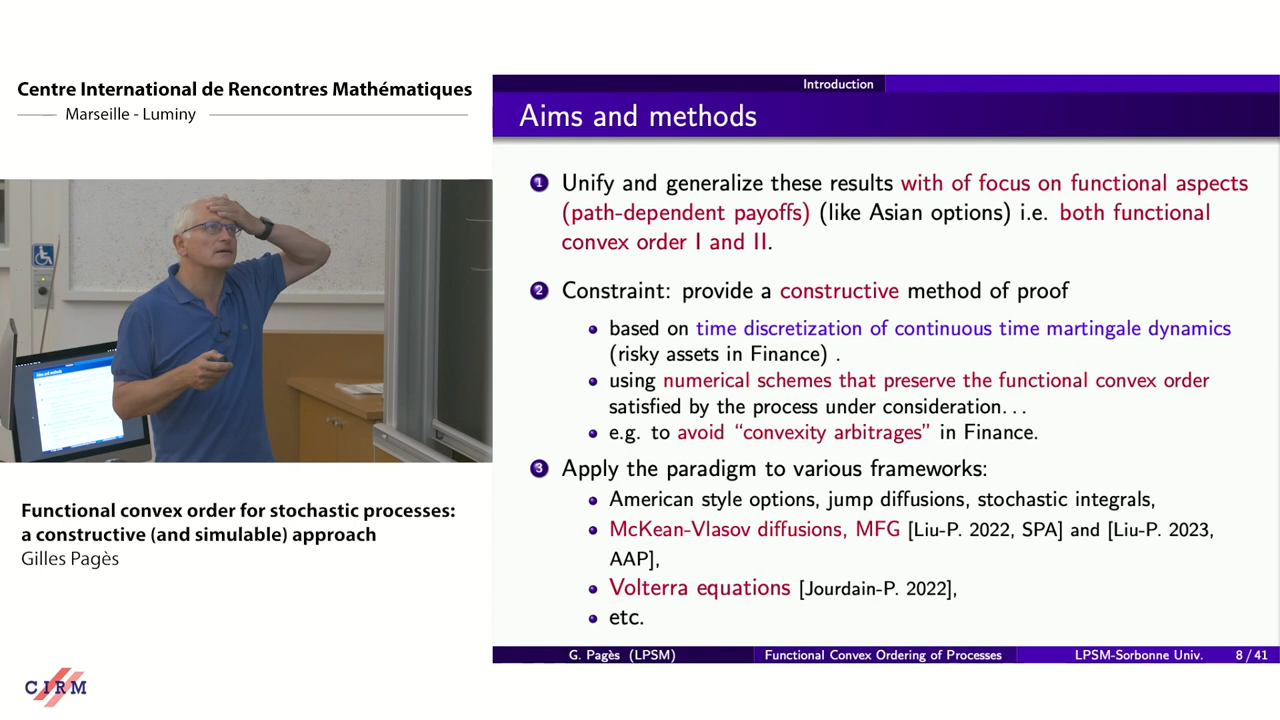 Centre International de Rencontres Mathématiques
Marseille - Luminy
Functional convex order for stochastic processes:
a constructive (and simulable) approach
Gilles Pagès
CIRM
Introduction
Aims and methods
1 Unify and generalize these results with of focus on functional aspects
(path-dependent payoffs) (like Asian options) i.e. both functional
convex order I and II.
2 Constraint: provide a constructive method of proof
based on time discretization of continuous time martingale dynamics
(risky assets in Finance) .
using numerical schemes that preserve the functional convex order
satisfied by the process under consideration...
e.g. to avoid “convexity arbitrages” in Finance.
3 Apply the paradigm to various frameworks:
American style options, jump diffusions, stochastic integrals,
McKean-Vlasov diffusions, MFG [Liu-P. 2022, SPA] and [Liu-P. 2023,
AAP],
Volterra equations [Jourdain-P. 2022],
etc.
G. Pagès (LPSM) Functional Convex Ordering of Processes LPSM-Sorbonne Univ. 8 / 41